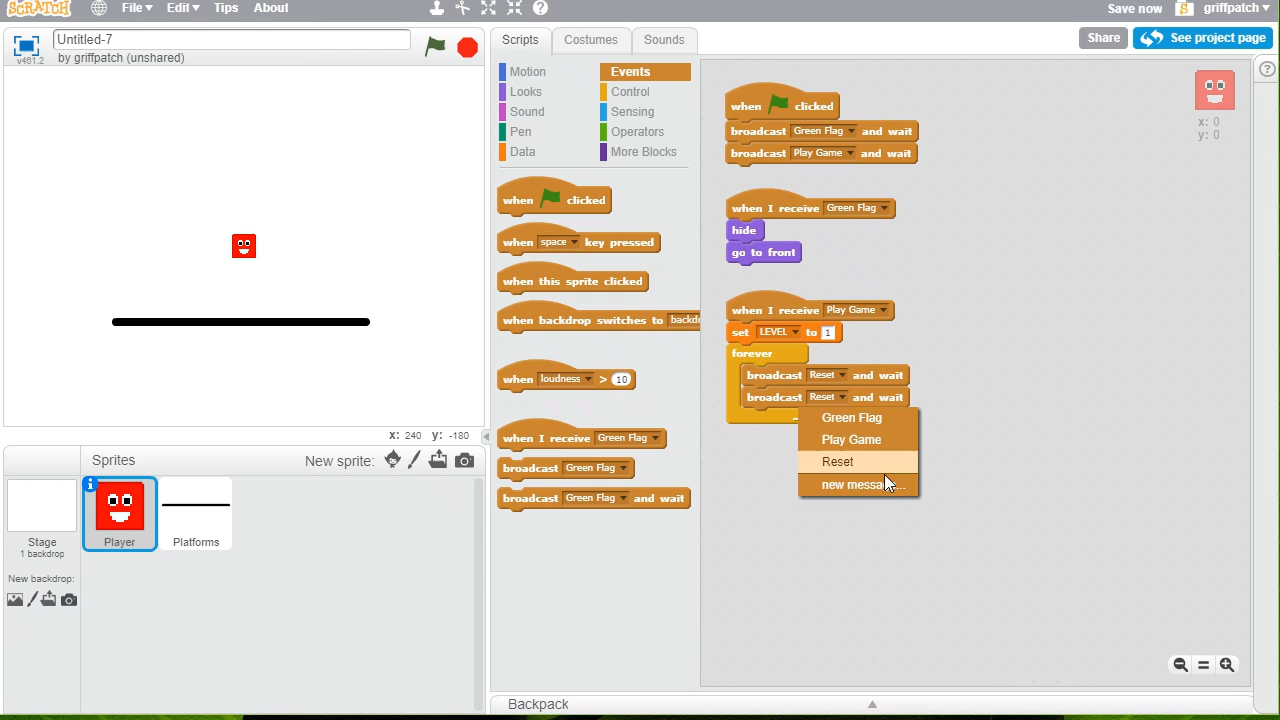 SCRATCH File Edit Tips About Save now griffpatch
v461.2 Untitled-7
by griffpatch (unshared)
Scripts Costumes Sounds Share See project page
Motion Events
Looks Control
Sound Sensing
Pen Operators
Data More Blocks
when clicked
when space key pressed
when this sprite clicked
when backdrop switches to backdr
when loudness > 10
when I receive Green Flag
broadcast Green Flag
broadcast Green Flag and wait
when clicked
broadcast Green Flag and wait
broadcast Play Game and wait
when I receive Green Flag
hide
go to front
when I receive Play Game
set LEVEL to 1
forever
broadcast Reset and wait
broadcast Reset and wait
Green Flag
Play Game
Reset
new message...
x: 0
y: 0
x: 240 y: -180
Sprites New sprite:
Stage
1 backdrop
New backdrop:
Player
Platforms
Backpack